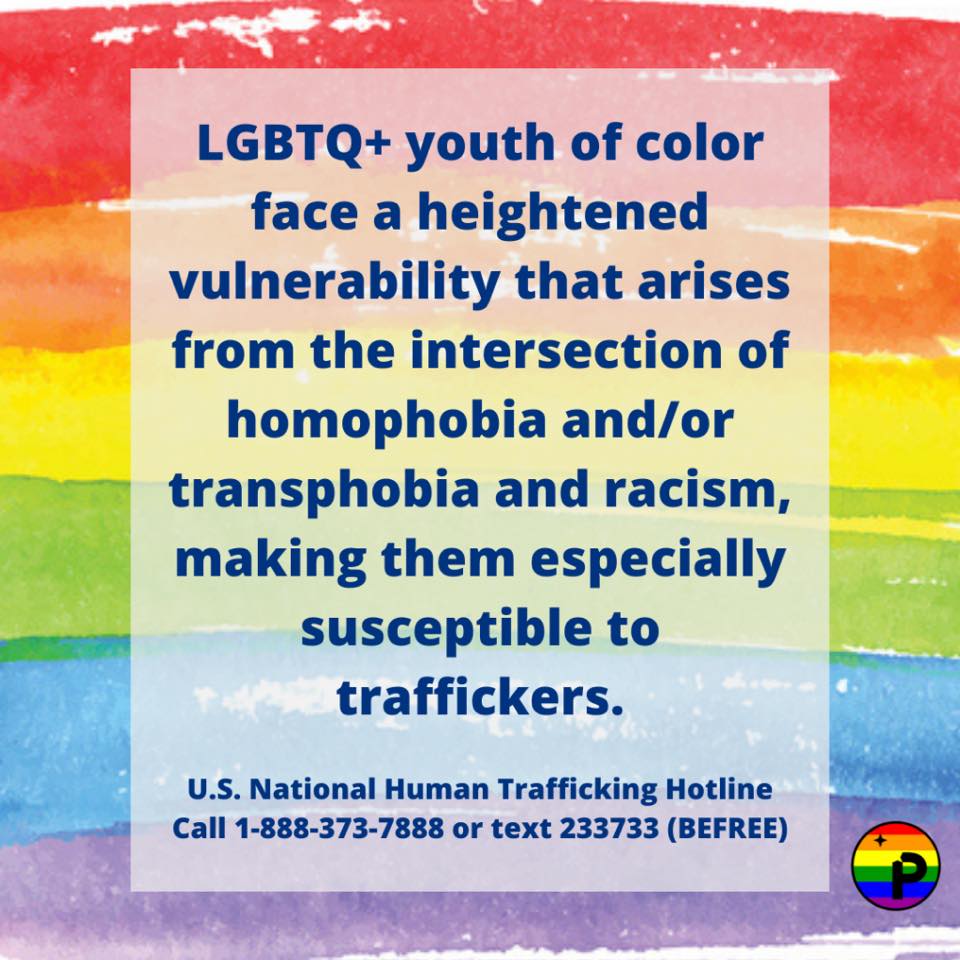 LGBTQ+ youth of color
face a heightened
vulnerability that arises
from the intersection of
homophobia and/or
transphobia and racism,
making them especially
susceptible to
traffickers.
U.S. National Human Trafficking Hotline
Call 1-888-373-7888 or text 233733 (BEFREE)
P